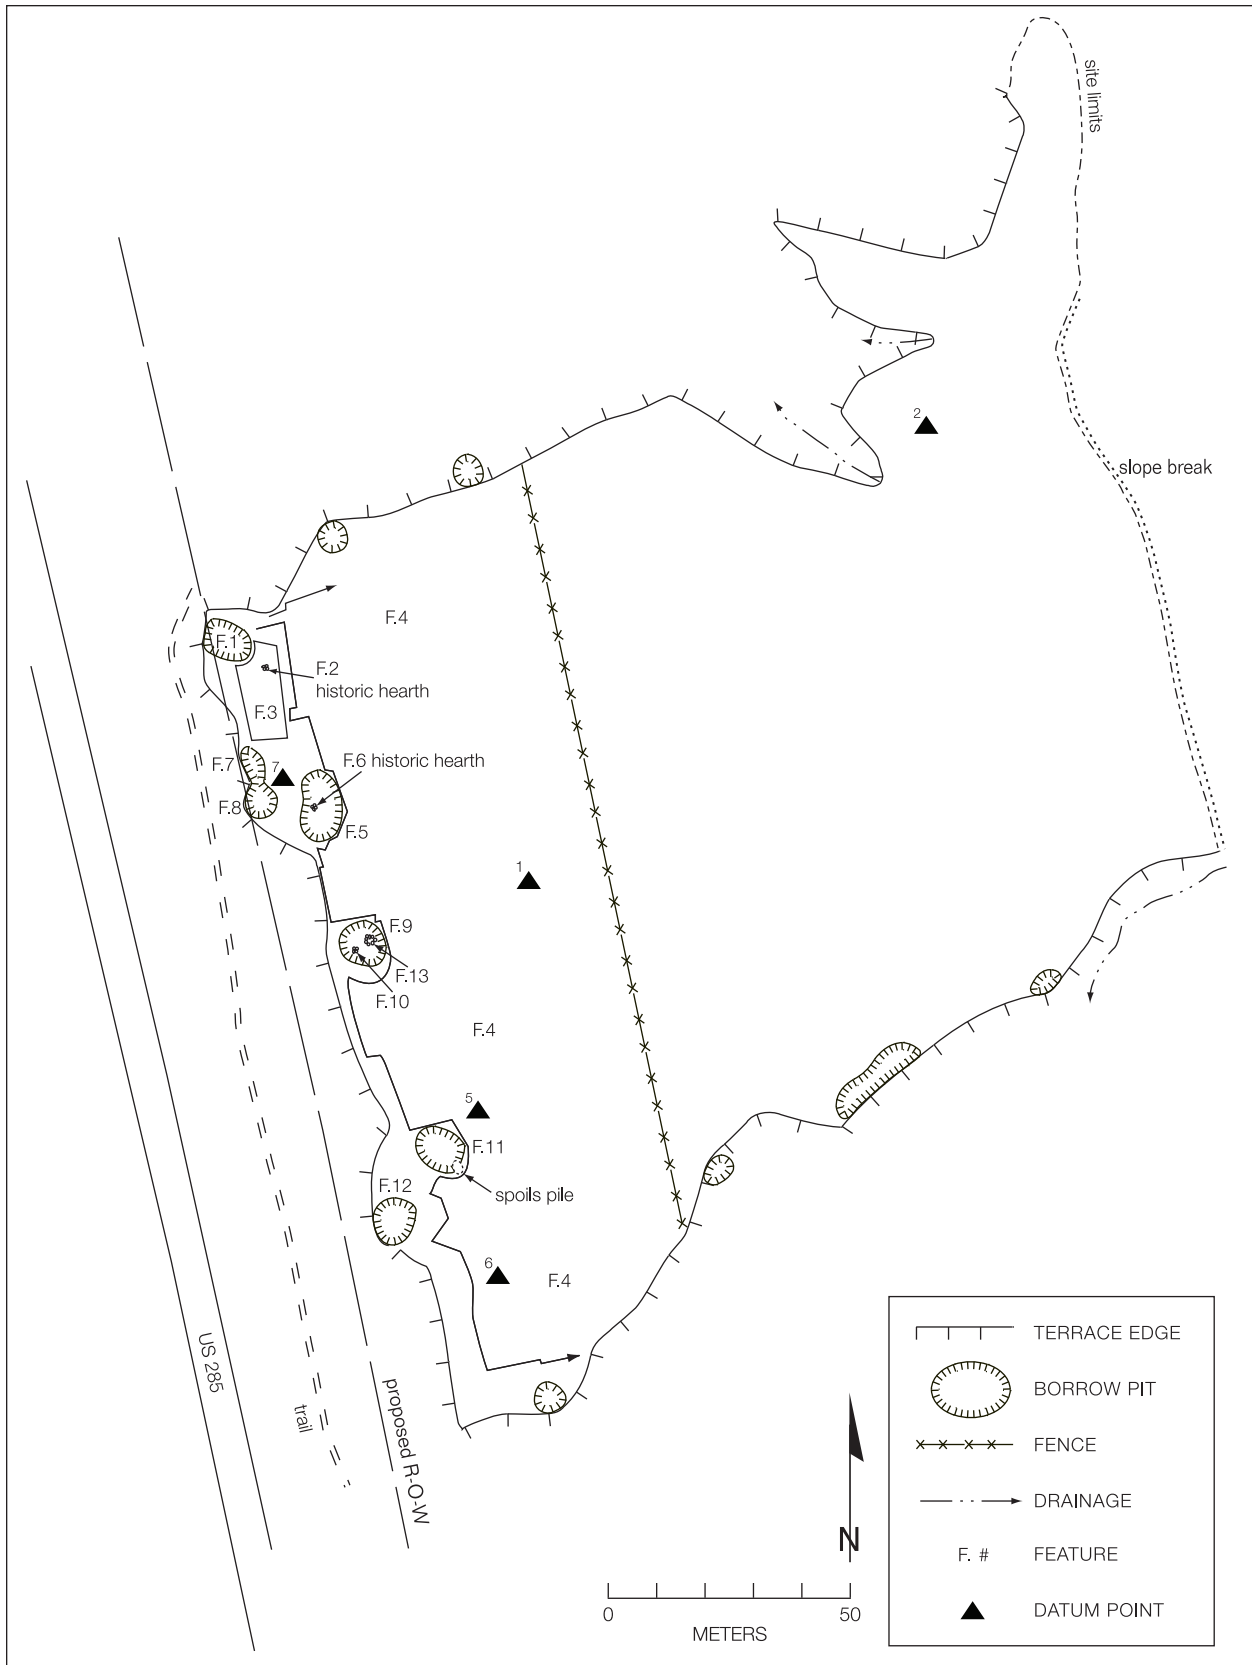 site limits
2
slope break
F.4
F.1
F.2
historic hearth
F.3
F.6 historic hearth
F.7
7
F.8
F.5
1
F.9
F.13
F.10
F.4
5
F.11
F.12
spoils pile
6
F.4
US 285
trail
proposed R-O-W
N
0
50
METERS
TERRACE EDGE
BORROW PIT
FENCE
DRAINAGE
F. # FEATURE
DATUM POINT